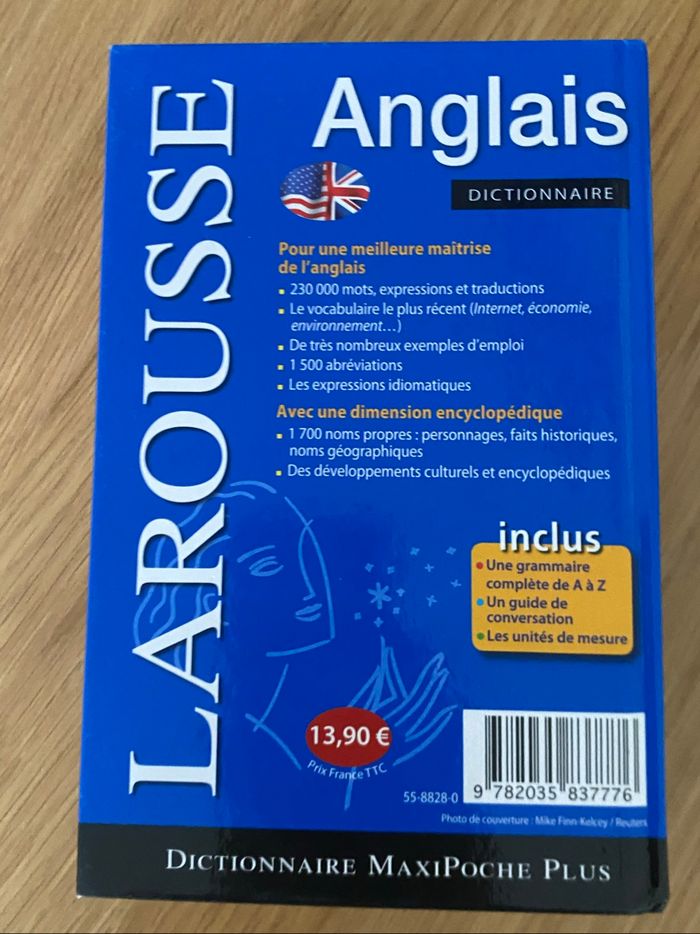 LAROUSSE
Anglais
DICTIONNAIRE
Pour une meilleure maîtrise
de l'anglais
230 000 mots, expressions et traductions
Le vocabulaire le plus récent (Internet, économie,
environnement…)
De très nombreux exemples d'emploi
1 500 abréviations
Les expressions idiomatiques
Avec une dimension encyclopédique
1 700 noms propres : personnages, faits historiques,
noms géographiques
Des développements culturels et encyclopédiques
inclus
Une grammaire
complète de A à Z
Un guide de
conversation
Les unités de mesure
13,90 €
Prix France TTC
55-8828-0
9 782035 837776
Photo de couverture : Mike Finn-Kelcey / Reuters
DICTIONNAIRE MAXIPOCHE PLUS